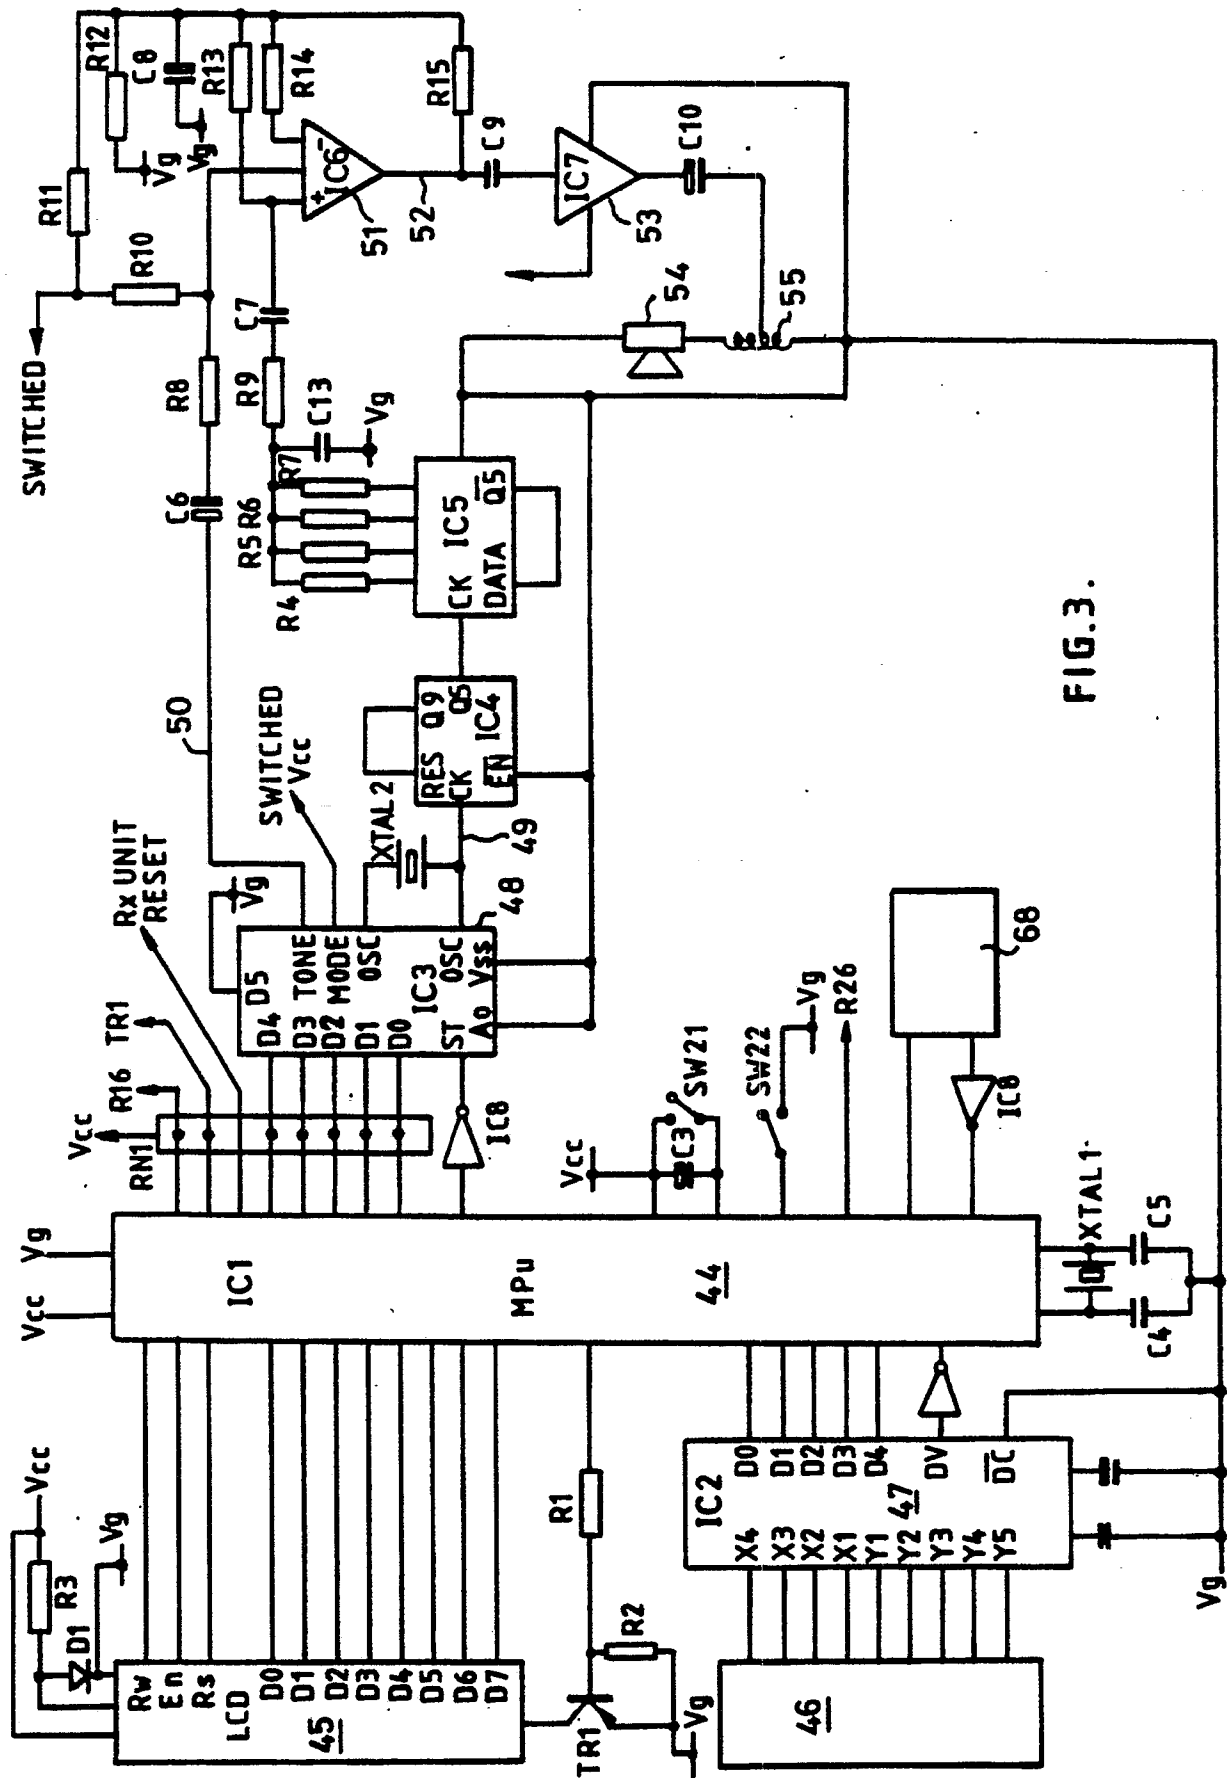 SWITCHED
R11
R12
Vg
C8
Vg
R13
R14
R10
IC6
+
-
51
52
R15
C9
IC7
53
C10
R8
C6
R9
C7
C13
Vg
R7
R6
R5
R4
IC5
CK
DATA
Q5
54
55
50
SWITCHED
Vcc
XTAL2
RES
Q9
CK
Q5
IC4
EN
49
Rx UNIT
RESET
TR1
R16
Vcc
RN1
Vg
D5
D4
D3
D2
D1
D0
ST
A0
TONE
MODE
OSC
IC3
OSC
Vss
48
IC8
SW21
Vcc
C3
SW22
Vg
R26
68
IC8
Vcc
Vg
IC1
MPu
44
XTAL1
C4
C5
Vcc
R3
D1
Vg
Rw
En
Rs
LCD
D0
D1
D2
D3
D4
D5
D6
D7
45
R1
R2
TR1
Vg
IC2
47
X4
X3
X2
X1
Y1
Y2
Y3
Y4
Y5
D0
D1
D2
D3
D4
DV
DC
46
Vg
FIG.3.